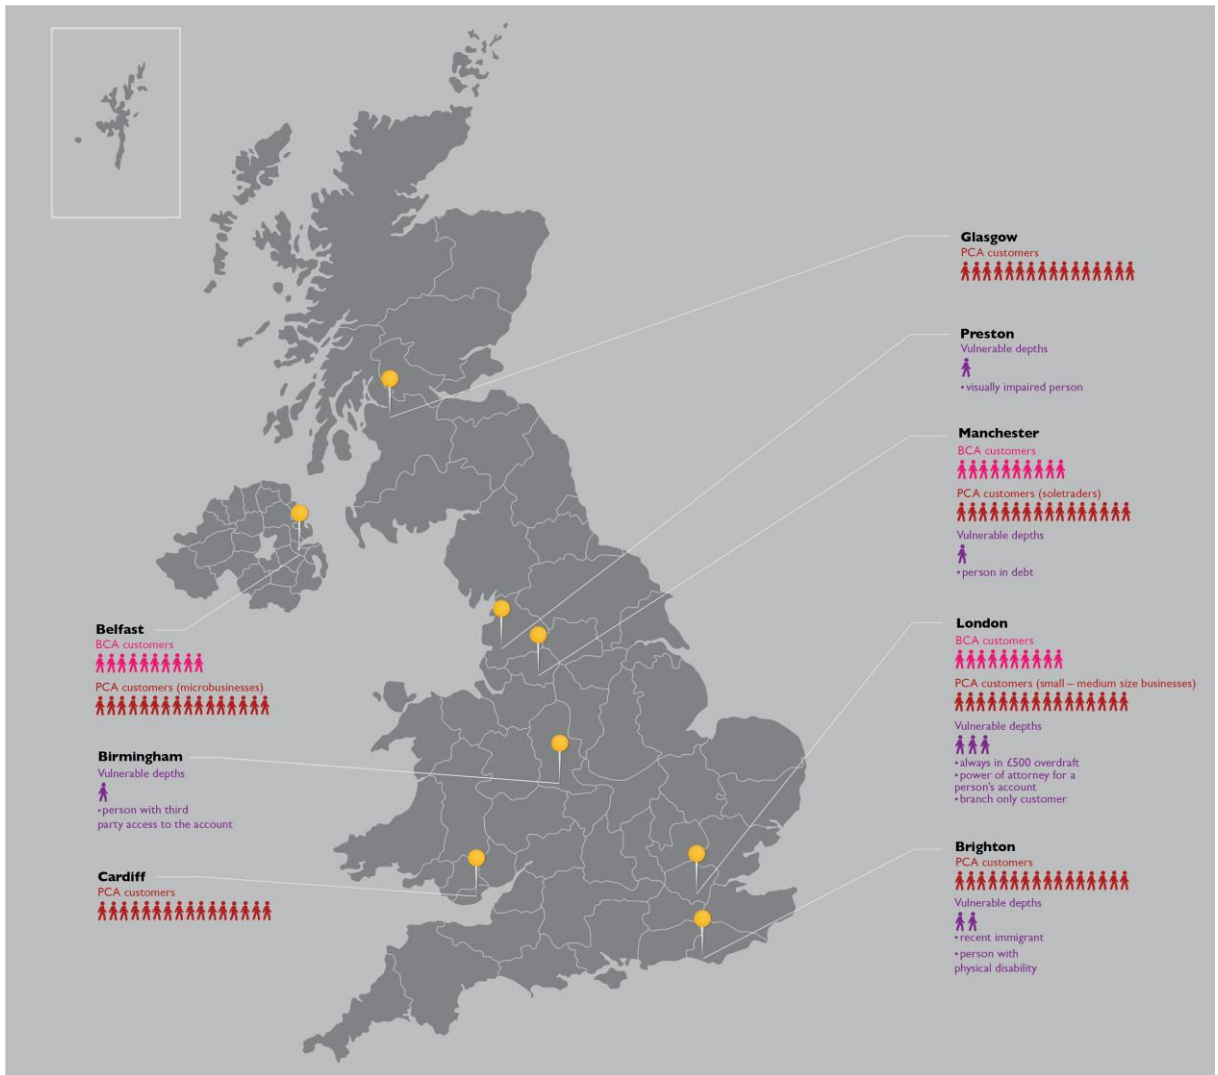 Glasgow
PCA customers
Preston
Vulnerable depths
• visually impaired person
Manchester
BCA customers
PCA customers (soletraders)
Vulnerable depths
• person in debt
London
BCA customers
PCA customers (small – medium size businesses)
Vulnerable depths
• always in £500 overdraft
• power of attorney for a
person's account
• branch only customer
Brighton
PCA customers
Vulnerable depths
• recent immigrant
• person with
physical disability
Belfast
BCA customers
PCA customers (microbusinesses)
Birmingham
Vulnerable depths
• person with third
party access to the account
Cardiff
PCA customers